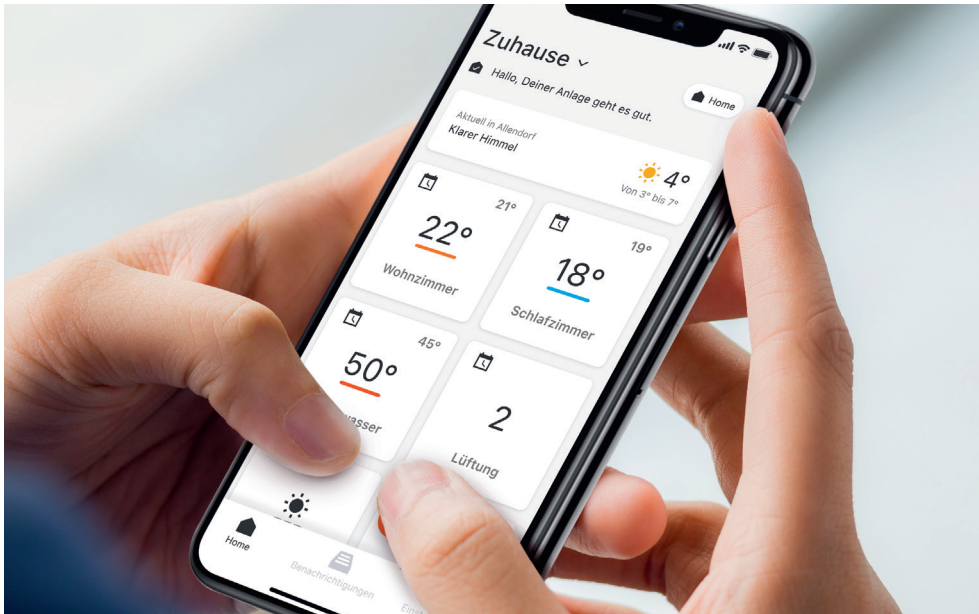 Zuhause
Hallo, Deiner Anlage geht es gut.
Home
Aktuell in Allendorf
Klarer Himmel
4°
Von 3° bis 7°
21°
22°
Wohnzimmer
19°
18°
Schlafzimmer
45°
50°
2
Lüftung
Home
Benachrichtigungen